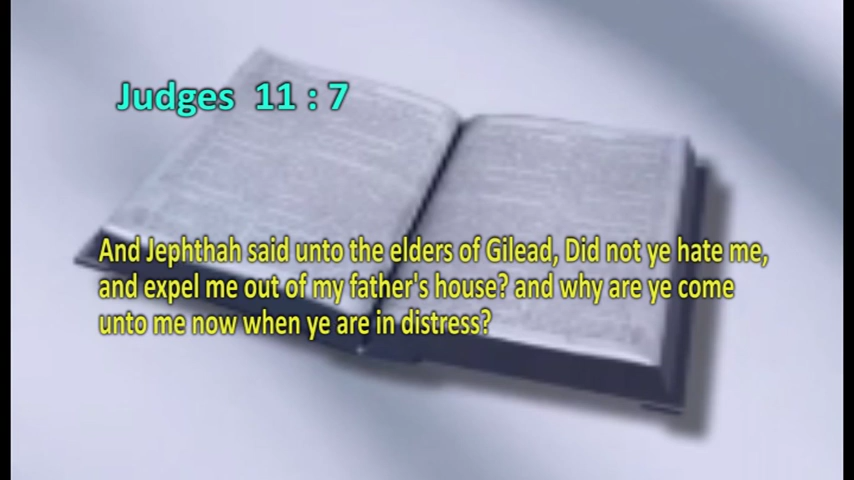 Judges 11 : 7
And Jephthah said unto the elders of Gilead, Did not ye hate me,
and expel me out of my father's house? and why are ye come
unto me now when ye are in distress?